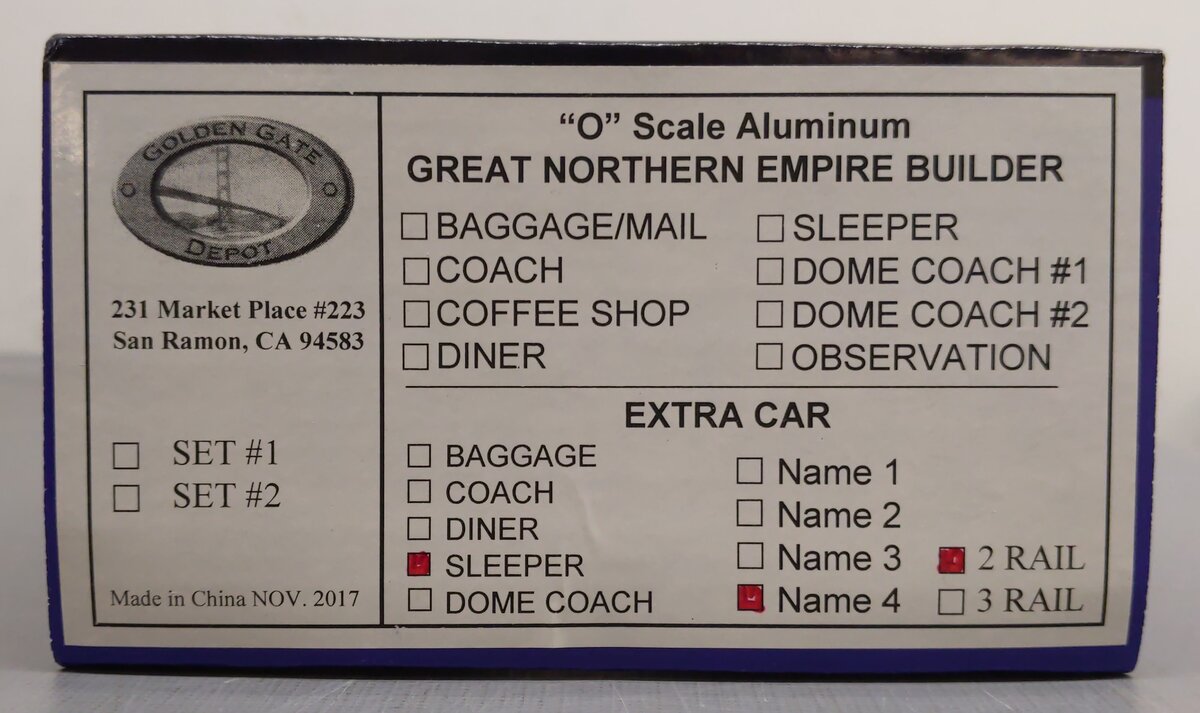 GOLDEN GATE
DEPOT
231 Market Place #223
San Ramon, CA 94583
SET #1
SET #2
Made in China NOV. 2017
“O” Scale Aluminum
GREAT NORTHERN EMPIRE BUILDER
BAGGAGE/MAIL
COACH
COFFEE SHOP
DINER
SLEEPER
DOME COACH #1
DOME COACH #2
OBSERVATION
EXTRA CAR
BAGGAGE
COACH
DINER
SLEEPER
DOME COACH
Name 1
Name 2
Name 3
Name 4
2 RAIL
3 RAIL